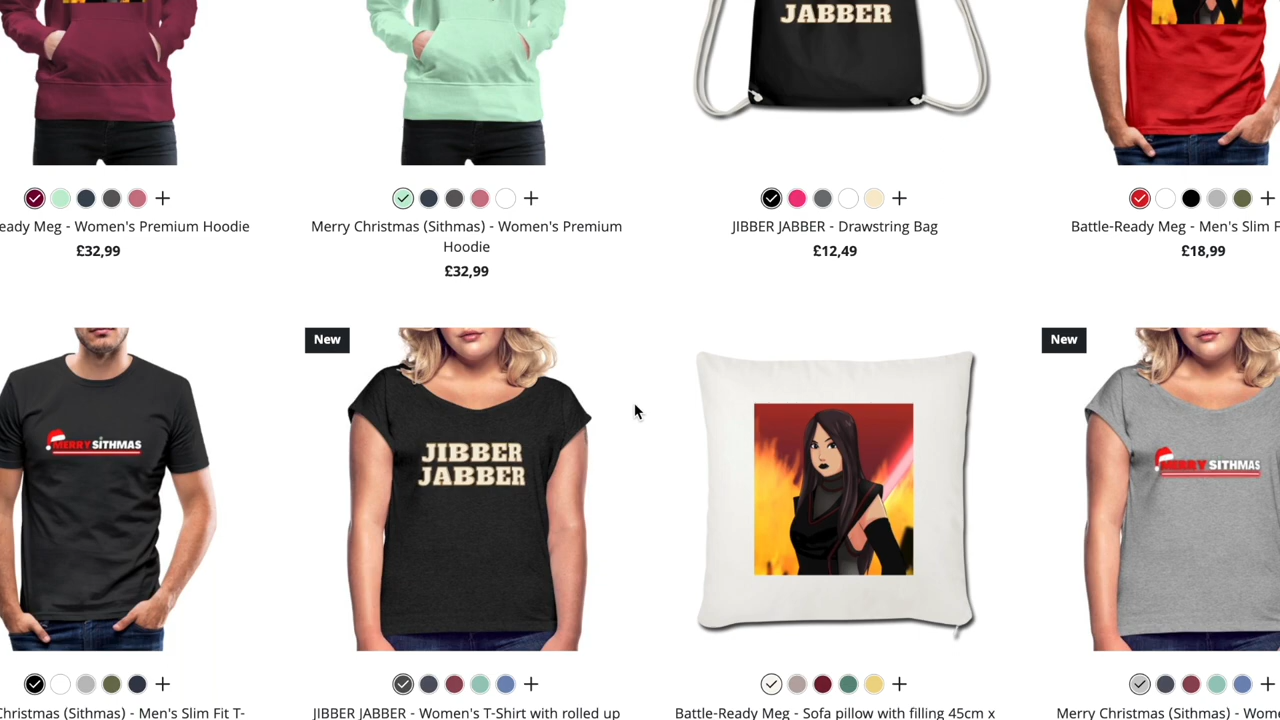 JABBER
eady Meg - Women's Premium Hoodie
£32,99
Merry Christmas (Sithmas) - Women's Premium
Hoodie
£32,99
JIBBER JABBER - Drawstring Bag
£12,49
Battle-Ready Meg - Men's Slim F
£18,99
MERRY SITHMAS
New
JIBBER
JABBER
New
MERRY SITHMAS
Christmas (Sithmas) - Men's Slim Fit T-
JIBBER JABBER - Women's T-Shirt with rolled up
Battle-Ready Meg - Sofa pillow with filling 45cm x
Merry Christmas (Sithmas) - Wome